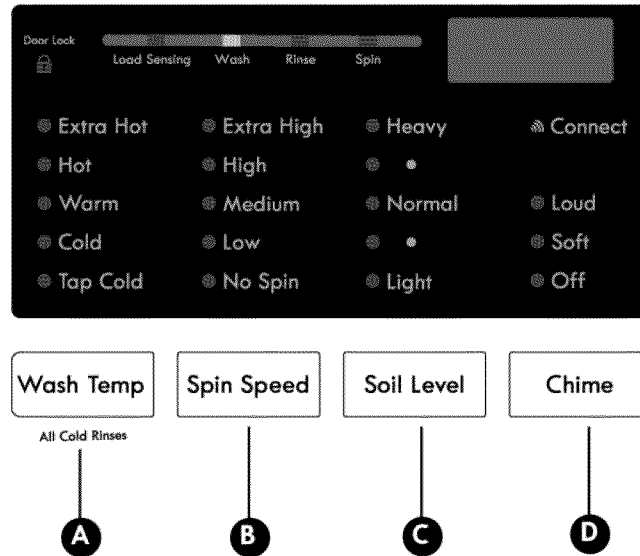 Door Lock
Load Sensing Wash Rinse Spin
Extra Hot Extra High Heavy Connect
Hot High
Warm Medium Normal Loud
Cold Low Soft
Tap Cold No Spin Light Off
Wash Temp Spin Speed Soil Level Chime
All Cold Rinses
A B C D